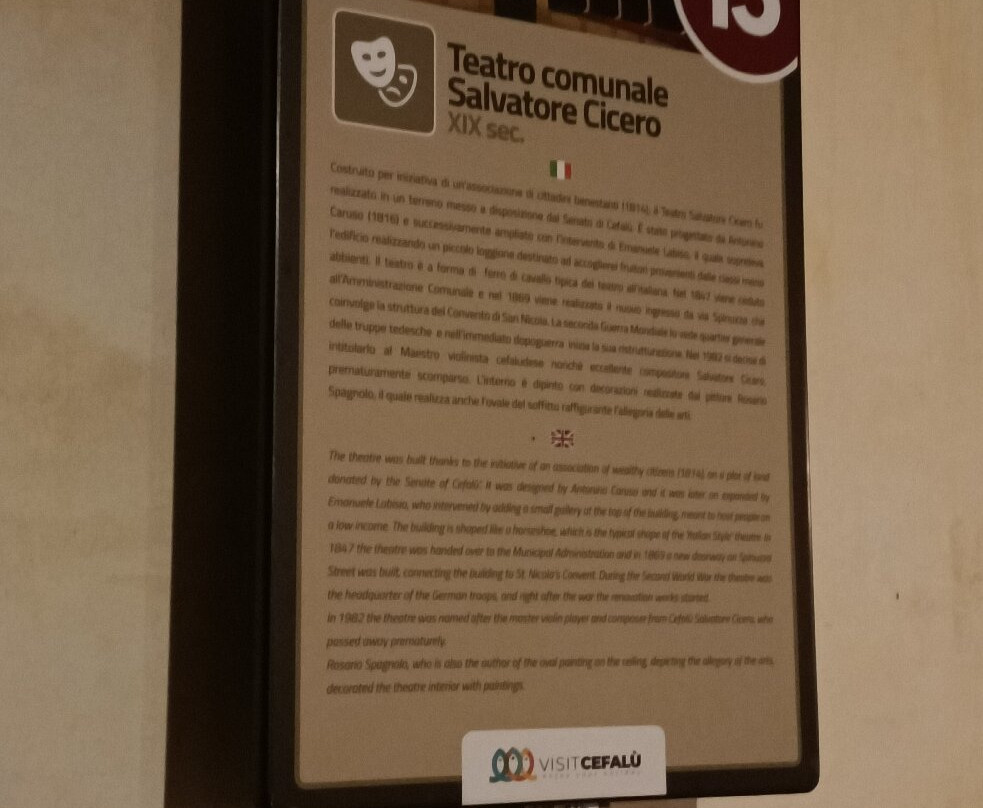 13
Teatro comunale
Salvatore Cicero
XIX sec.
Costruito per iniziativa di un'associazione di cittadini benestanti (1814), il Teatro Salvatore Cicero fu
realizzato in un terreno messo a disposizione dal Senato di Cefalù. È stato progettato da Antonino
Caruso (1816) e successivamente ampliato con l'intervento di Emanuele Labiso, il quale sopreleva
l'edificio realizzando un piccolo loggione destinato ad accogliere fruitori provenienti dalle classi meno
abbienti. Il teatro è a forma di ferro di cavallo tipica del teatro all'italiana. Nel 1847 viene ceduto
all'Amministrazione Comunale e nel 1869 viene realizzato il nuovo ingresso da via Spinuzza che
coinvolge la struttura del Convento di San Nicola. La seconda Guerra Mondiale lo vede quartier generale
delle truppe tedesche e nell'immediato dopoguerra inizia la sua ristrutturazione. Nel 1982 si decise di
intitolarlo al Maestro violinista cefaludese nonché eccellente compositore Salvatore Cicero,
prematuramente scomparso. L'interno è dipinto con decorazioni realizzate dal pittore Rosario
Spagnolo, il quale realizza anche l'ovale del soffitto raffigurante l'allegoria delle arti.
The theatre was built thanks to the initiative of an association of wealthy citizens (1814), on a plot of land
donated by the Senate of Cefalù. It was designed by Antonino Caruso and it was later on expanded by
Emanuele Labiso, who intervened by adding a small gallery at the top of the building, meant to host people on
a low income. The building is shaped like a horseshoe, which is the typical shape of the 'Italian Style' theatre. In
1847 the theatre was handed over to the Municipal Administration and in 1869 a new doorway on Spinuzza
Street was built, connecting the building to St. Nicola's Convent. During the Second World War the theatre was
the headquarter of the German troops, and right after the war the renovation works started.
In 1982 the theatre was named after the master violin player and composer from Cefalù Salvatore Cicero, who
passed away prematurely.
Rosario Spagnolo, who is also the author of the oval painting on the ceiling, depicting the allegory of the arts,
decorated the theatre interior with paintings.
VISITCEFALÙ